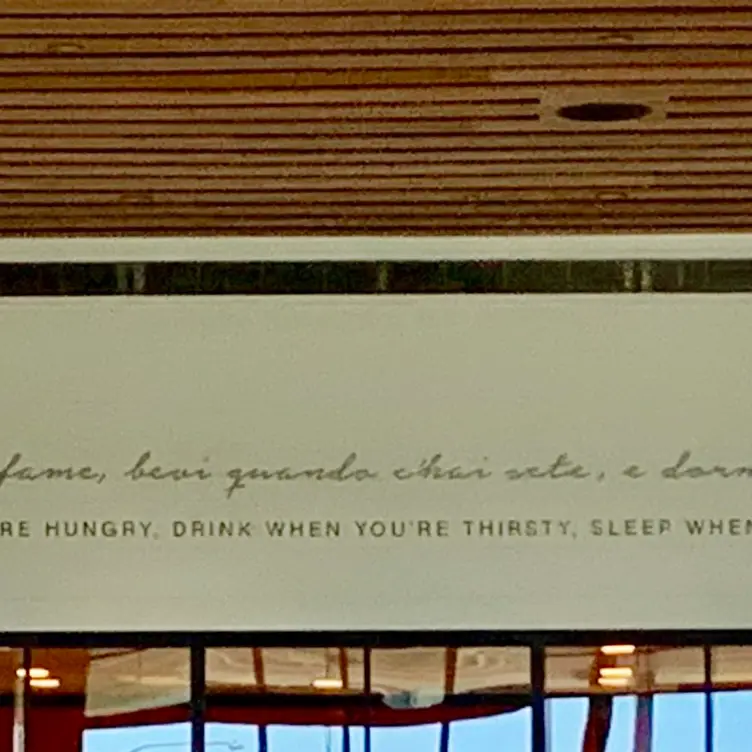 fame, bevi quando c'hai sete, e dorm
RE HUNGRY, DRINK WHEN YOU'RE THIRSTY, SLEEP WHEN